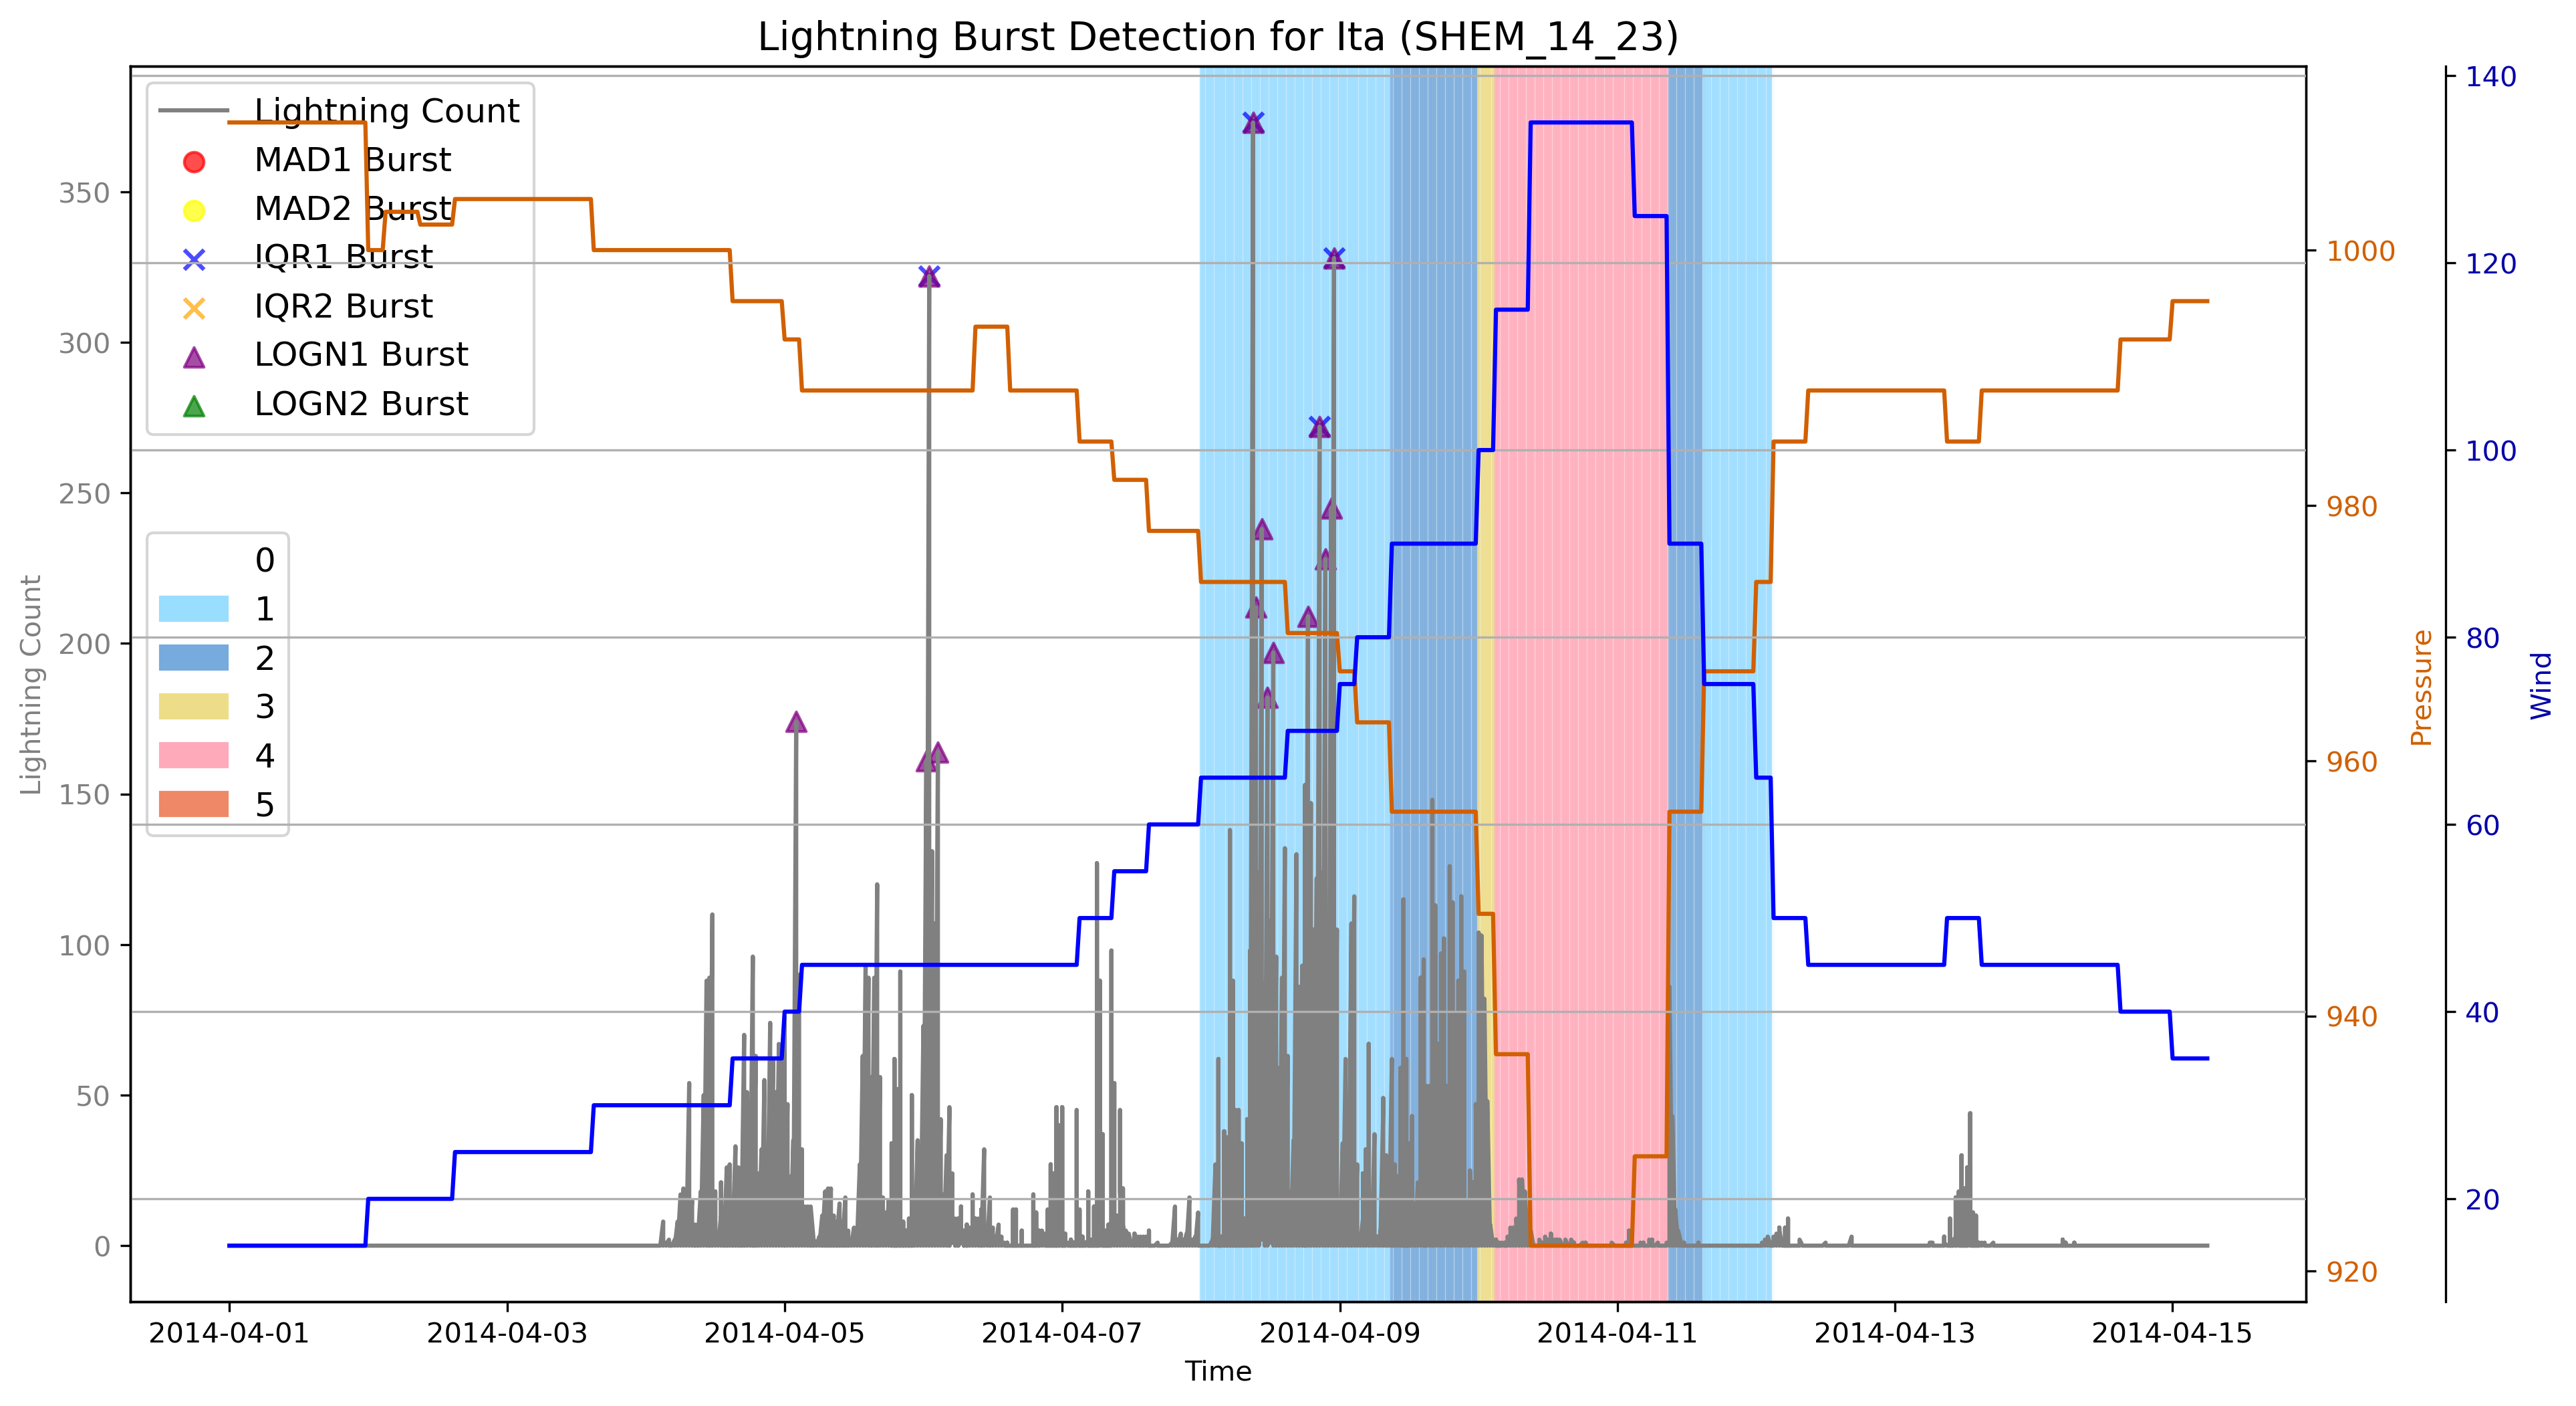 Lightning Burst Detection for Ita (SHEM_14_23)
Lightning Count
MAD1 Burst
MAD2 Burst
IQR1 Burst
IQR2 Burst
LOGN1 Burst
LOGN2 Burst
0
1
2
3
4
5
Lightning Count
350
300
250
200
150
100
50
0
1000
980
960
940
920
Pressure
140
120
100
80
60
40
20
Wind
2014-04-01 2014-04-03 2014-04-05 2014-04-07 2014-04-09 2014-04-11 2014-04-13 2014-04-15
Time